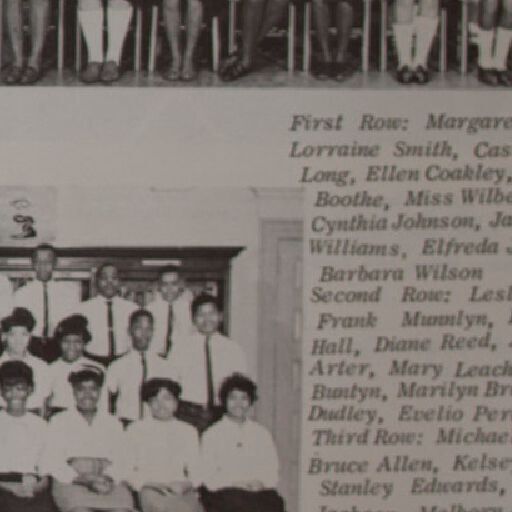 First Row: Margare
Lorraine Smith, Cas
Long, Ellen Coakley,
Boothe, Miss Wilbe
Cynthia Johnson, Ja
Williams, Elfreda J
Barbara Wilson
Second Row: Lesl
Frank Munnlyn,
Hall, Diane Reed,
Arter, Mary Leach
Buntyn, Marilyn Br
Dudley, Evelio Per
Third Row: Michae
Bruce Allen, Kelse
Stanley Edwards,